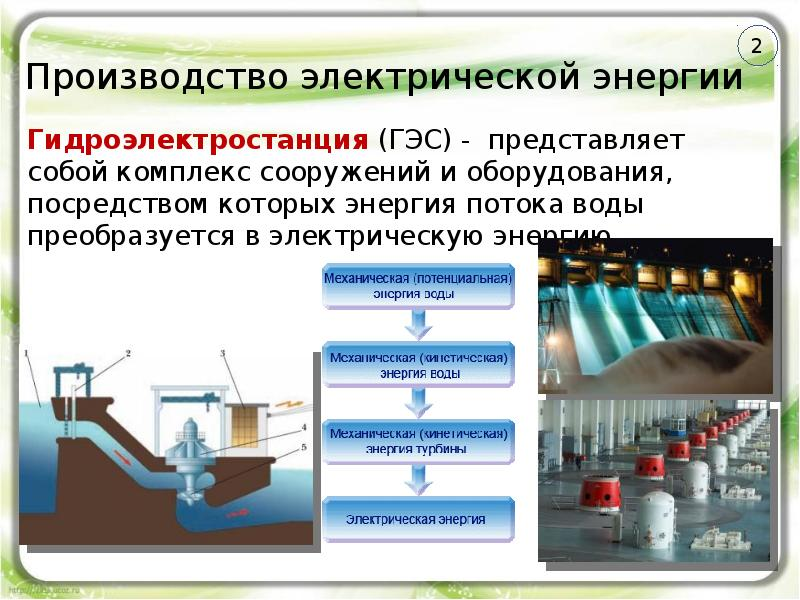 2
Производство электрической энергии
Гидроэлектростанция (ГЭС) - представляет
собой комплекс сооружений и оборудования,
посредством которых энергия потока воды
преобразуется в электрическую энергию
Механическая (потенциальная)
энергия воды
Механическая (кинетическая)
энергия воды
Механическая (кинетическая)
энергия турбины
Электрическая энергия
1
2
3
4
5